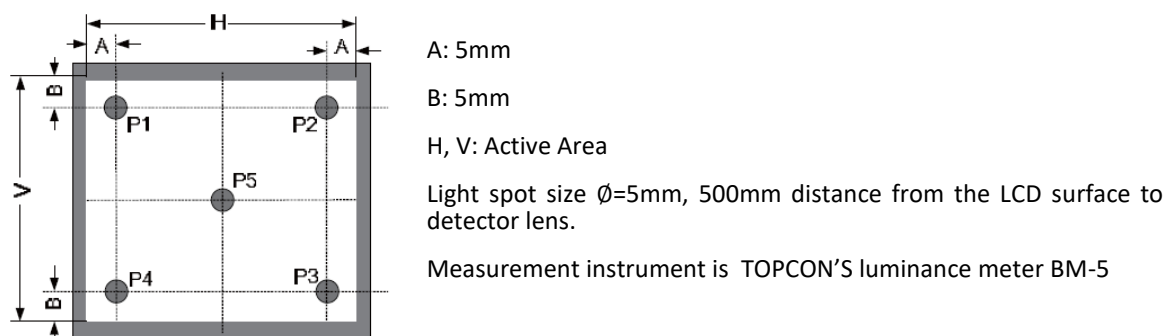 H
A
A
A: 5mm
B
B: 5mm
P1
P2
H, V: Active Area
V
P5
Light spot size Ø=5mm, 500mm distance from the LCD surface to
detector lens.
P4
P3
Measurement instrument is TOPCON'S luminance meter BM-5
B